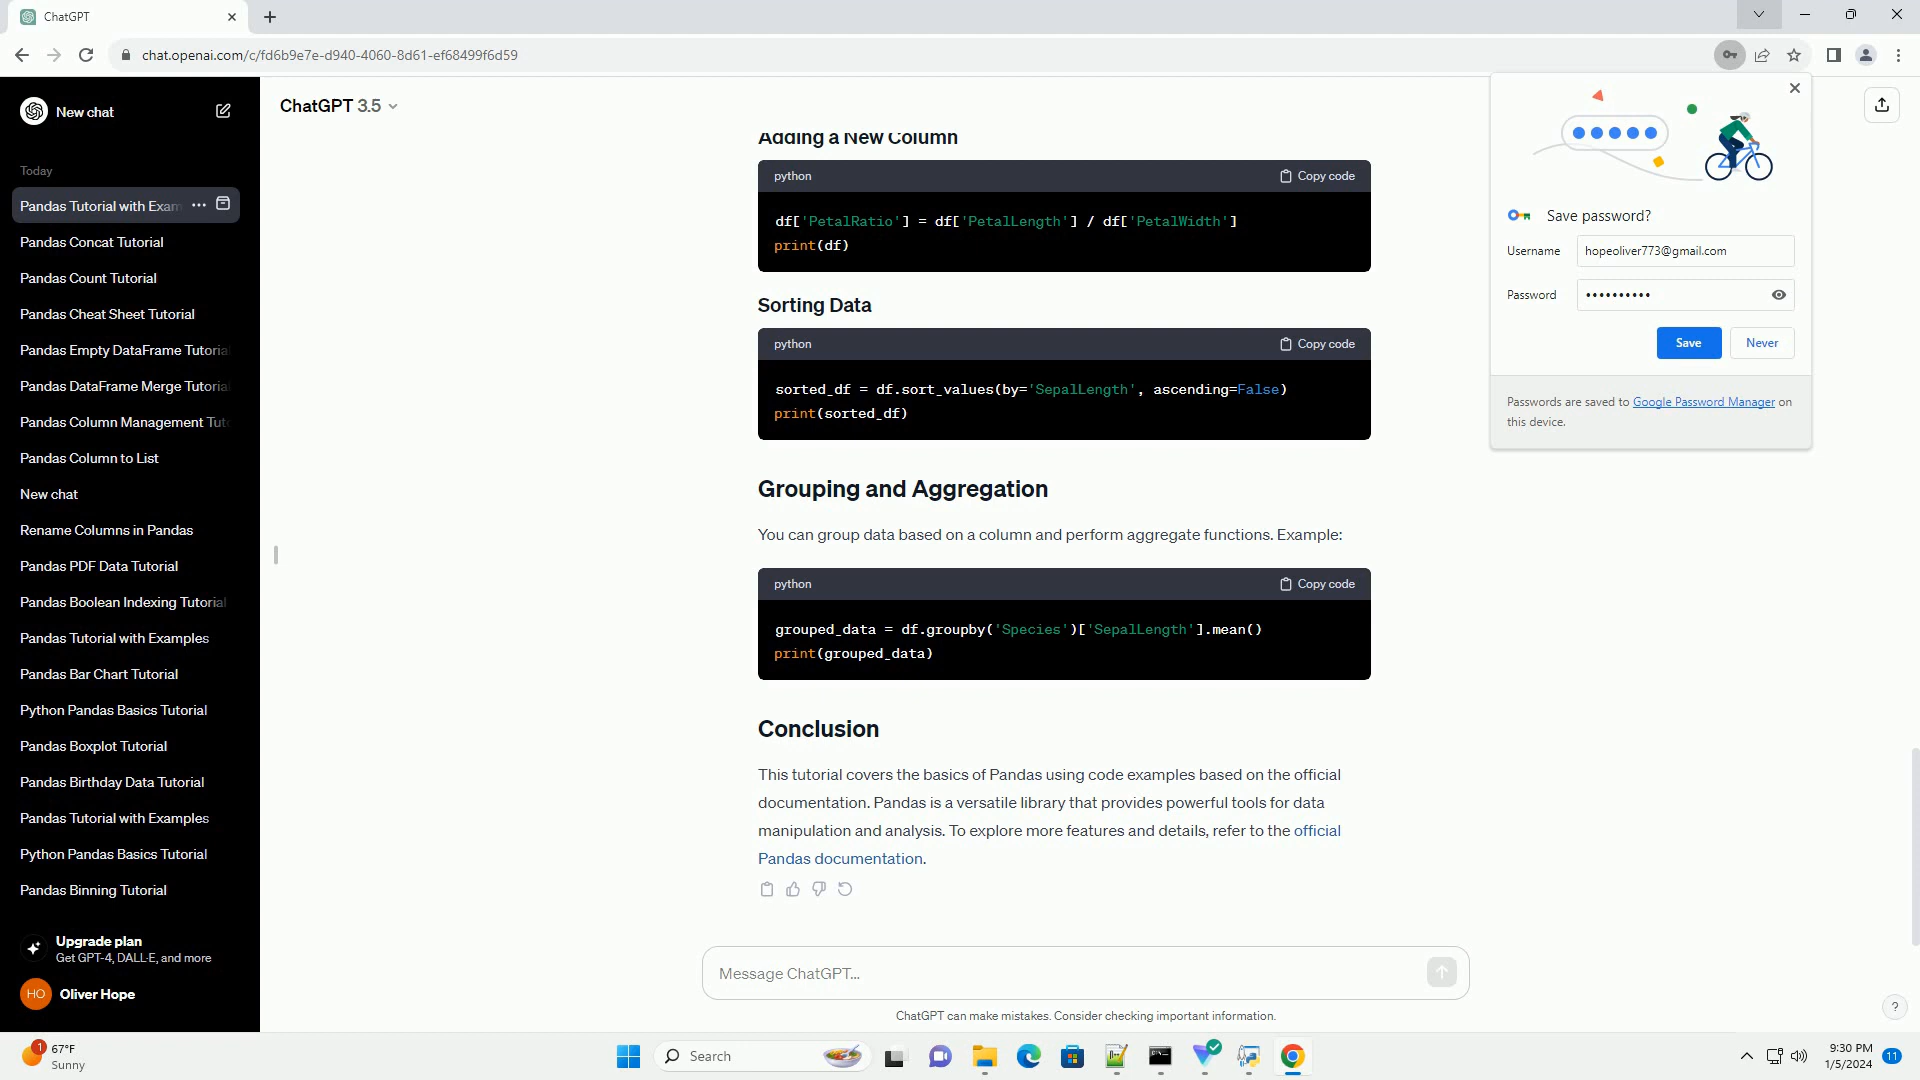 ChatGPT
chat.openai.com/c/fd6b9e7e-d940-4060-8d61-ef68499f6d59
New chat
Today
Pandas Tutorial with Exam
Pandas Concat Tutorial
Pandas Count Tutorial
Pandas Cheat Sheet Tutorial
Pandas Empty DataFrame Tutoria
Pandas DataFrame Merge Tutoria
Pandas Column Management Tut
Pandas Column to List
New chat
Rename Columns in Pandas
Pandas PDF Data Tutorial
Pandas Boolean Indexing Tutorial
Pandas Tutorial with Examples
Pandas Bar Chart Tutorial
Python Pandas Basics Tutorial
Pandas Boxplot Tutorial
Pandas Birthday Data Tutorial
Pandas Tutorial with Examples
Python Pandas Basics Tutorial
Pandas Binning Tutorial
Upgrade plan
Get GPT-4, DALL·E, and more
HO Oliver Hope
ChatGPT 3.5
Adding a New Column
python Copy code
df['PetalRatio'] = df['PetalLength'] / df['PetalWidth']
print(df)
Sorting Data
python Copy code
sorted_df = df.sort_values(by='SepalLength', ascending=False)
print(sorted_df)
Grouping and Aggregation
You can group data based on a column and perform aggregate functions. Example:
python Copy code
grouped_data = df.groupby('Species')['SepalLength'].mean()
print(grouped_data)
Conclusion
This tutorial covers the basics of Pandas using code examples based on the official
documentation. Pandas is a versatile library that provides powerful tools for data
manipulation and analysis. To explore more features and details, refer to the official
Pandas documentation.
Message ChatGPT...
ChatGPT can make mistakes. Consider checking important information.
?
Save password?
Username hopeoliver773@gmail.com
Password ••••••••••
Save Never
Passwords are saved to Google Password Manager on
this device.
1
67°F
Sunny
Search
9:30 PM
1/5/2024
11